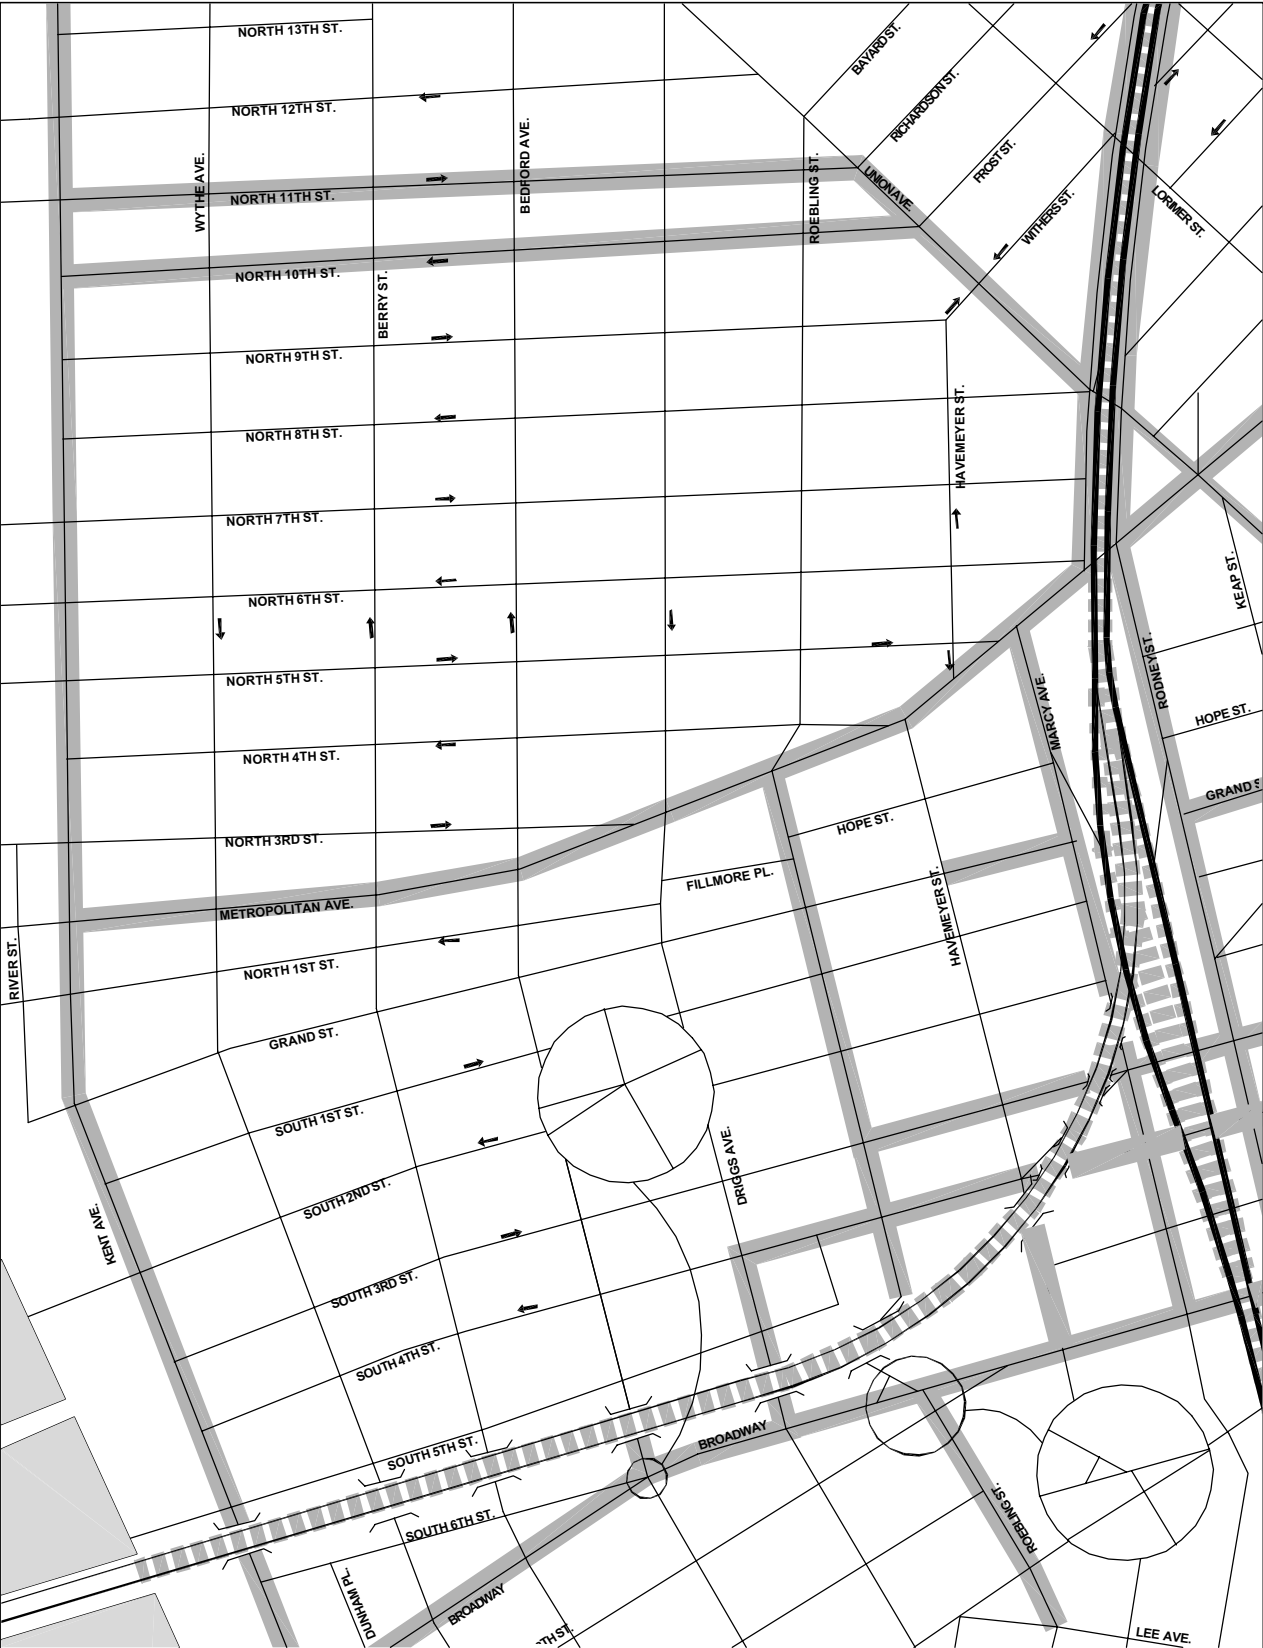 NORTH 13TH ST.
BAYARD ST.
NORTH 12TH ST.
RICHARDSON ST.
BEDFORD AVE.
WYTHE AVE.
FROST ST.
ROEBLING ST.
UNION AVE
NORTH 11TH ST.
WITHERS ST.
LORIMER ST.
NORTH 10TH ST.
BERRY ST.
NORTH 9TH ST.
HAVEMEYER ST.
NORTH 8TH ST.
NORTH 7TH ST.
KEAP ST.
NORTH 6TH ST.
RODNEY ST.
NORTH 5TH ST.
MARCY AVE.
HOPE ST.
NORTH 4TH ST.
GRAND S
HOPE ST.
NORTH 3RD ST.
FILLMORE PL.
METROPOLITAN AVE.
HAVEMEYER ST.
RIVER ST.
NORTH 1ST ST.
GRAND ST.
SOUTH 1ST ST.
DRIGGS AVE.
SOUTH 2ND ST.
KENT AVE.
SOUTH 3RD ST.
SOUTH 4TH ST.
BROADWAY
SOUTH 5TH ST.
SOUTH 6TH ST.
ROEBLING ST.
DUNHAM PL.
BROADWAY
TH ST.
LEE AVE.